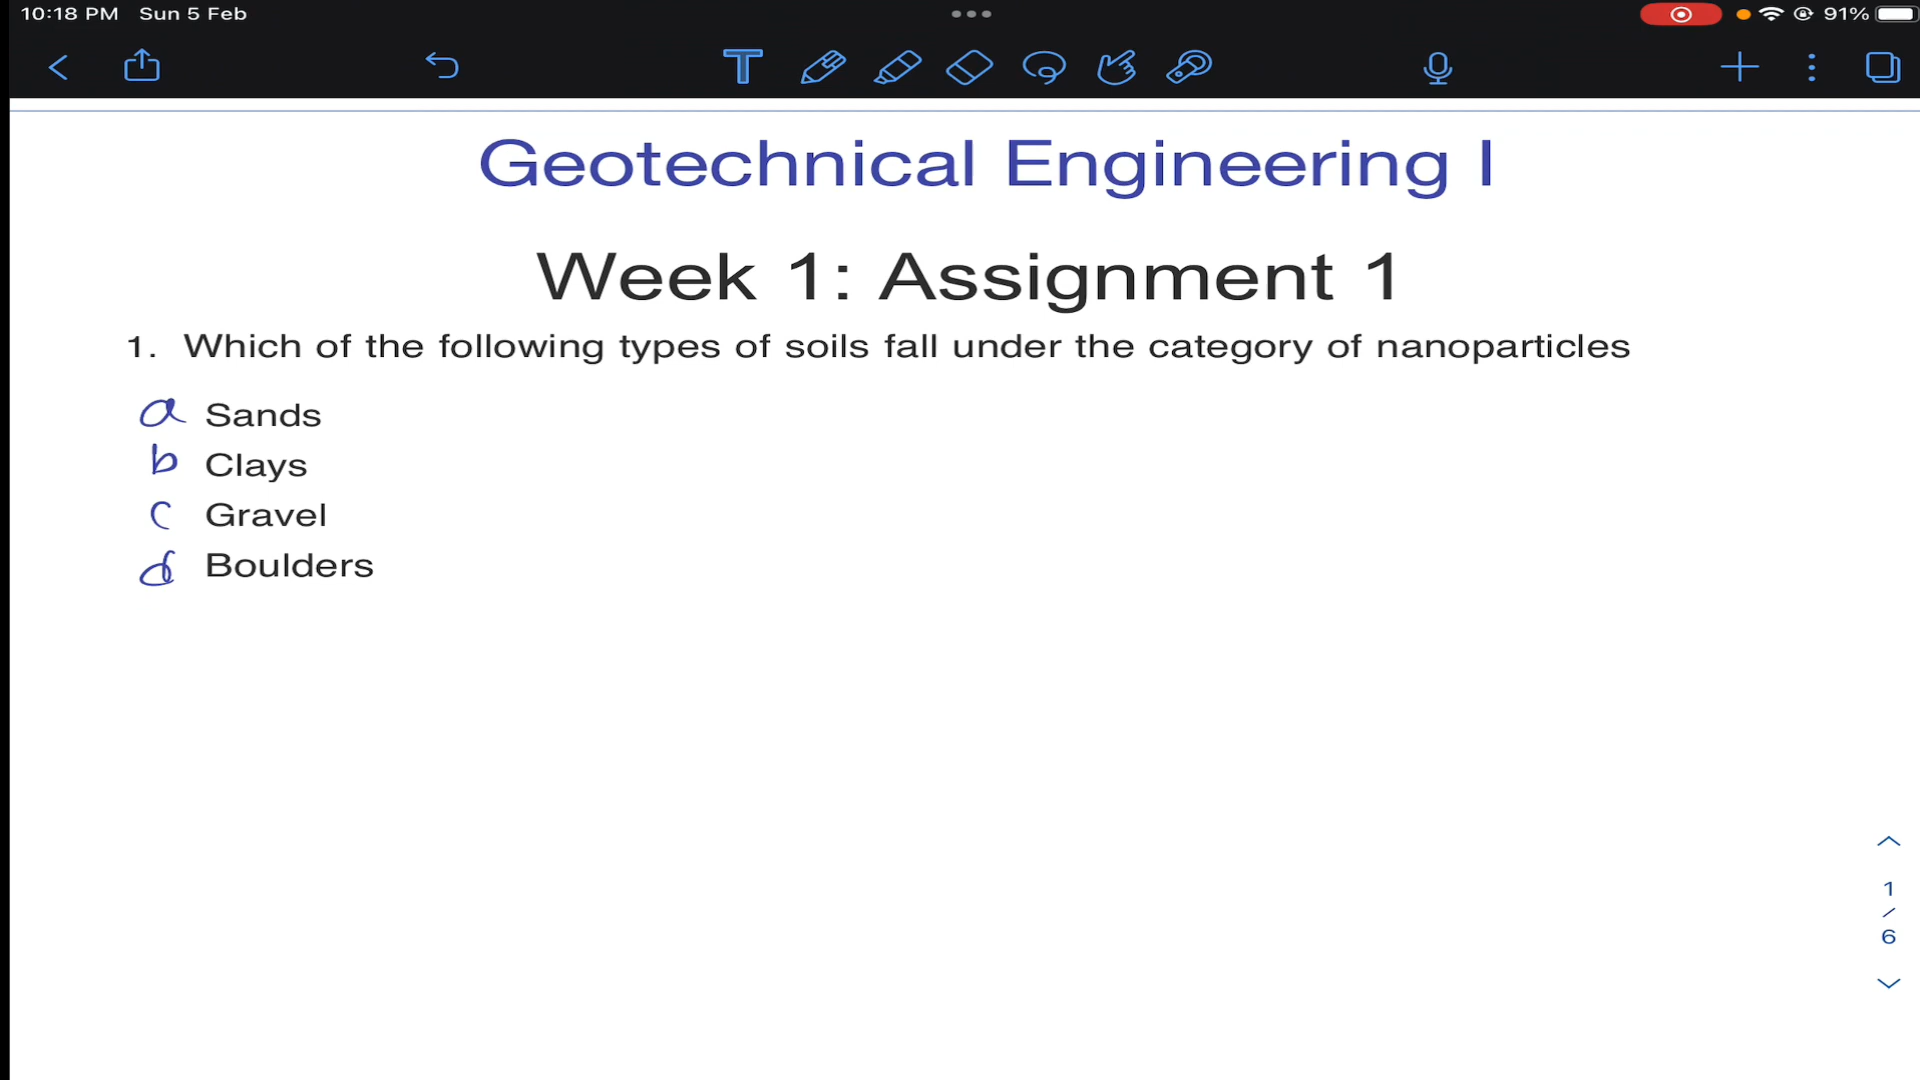 10:18 PM Sun 5 Feb
91%
T
Geotechnical Engineering I
Week 1: Assignment 1
1. Which of the following types of soils fall under the category of nanoparticles
a Sands
b Clays
c Gravel
d Boulders
1
/
6